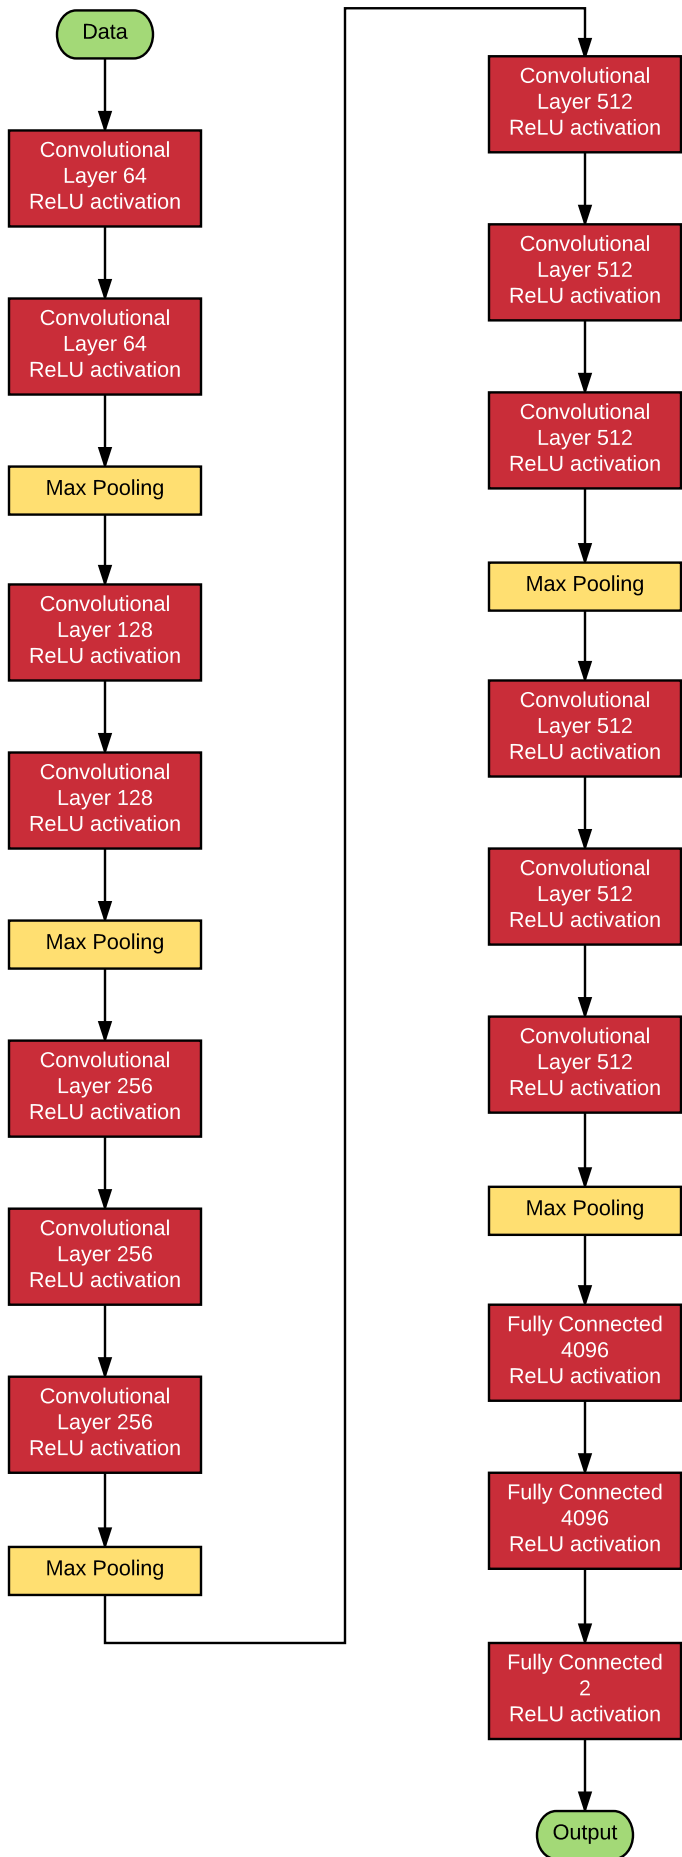 Data
Convolutional
Layer 64
ReLU activation
Convolutional
Layer 64
ReLU activation
Max Pooling
Convolutional
Layer 128
ReLU activation
Convolutional
Layer 128
ReLU activation
Max Pooling
Convolutional
Layer 256
ReLU activation
Convolutional
Layer 256
ReLU activation
Convolutional
Layer 256
ReLU activation
Max Pooling
Convolutional
Layer 512
ReLU activation
Convolutional
Layer 512
ReLU activation
Convolutional
Layer 512
ReLU activation
Max Pooling
Convolutional
Layer 512
ReLU activation
Convolutional
Layer 512
ReLU activation
Convolutional
Layer 512
ReLU activation
Max Pooling
Fully Connected
4096
ReLU activation
Fully Connected
4096
ReLU activation
Fully Connected
2
ReLU activation
Output